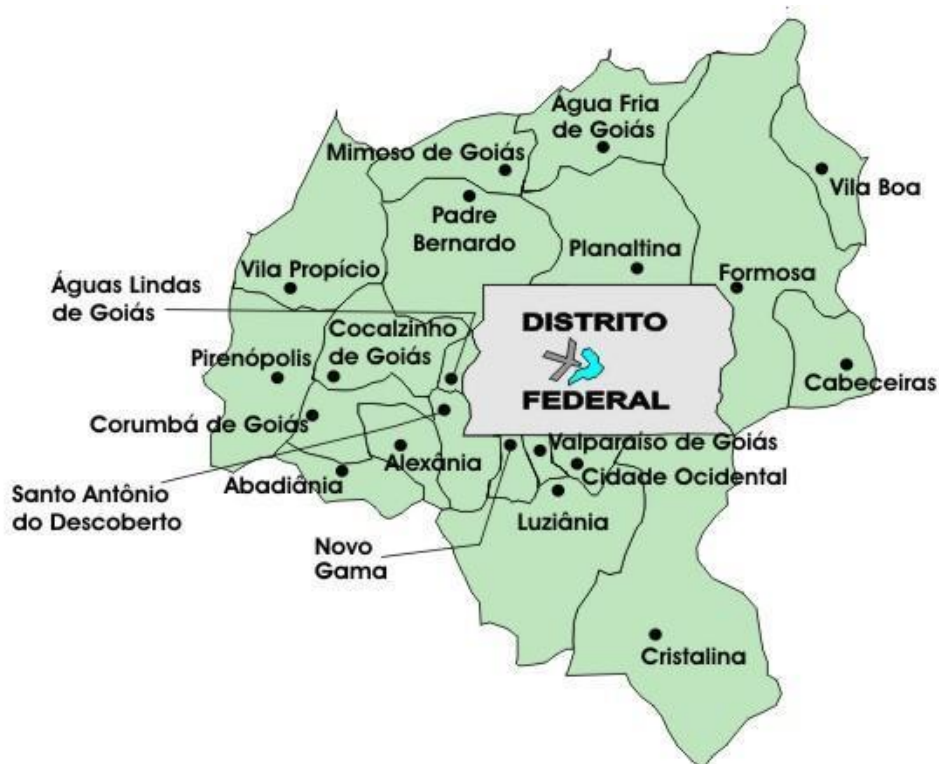 Água Fria
de Goiás
Mimoso de Goiás
Vila Boa
Padre
Bernardo
Planaltina
Vila Propício
Formosa
Águas Lindas
de Goiás
DISTRITO
FEDERAL
Cocalzinho
de Goiás
Pirenópolis
Cabeceiras
Corumbá de Goiás
Valparaíso de Goiás
Alexânia
Cidade Ocidental
Abadiânia
Santo Antônio
do Descoberto
Luziânia
Novo
Gama
Cristalina